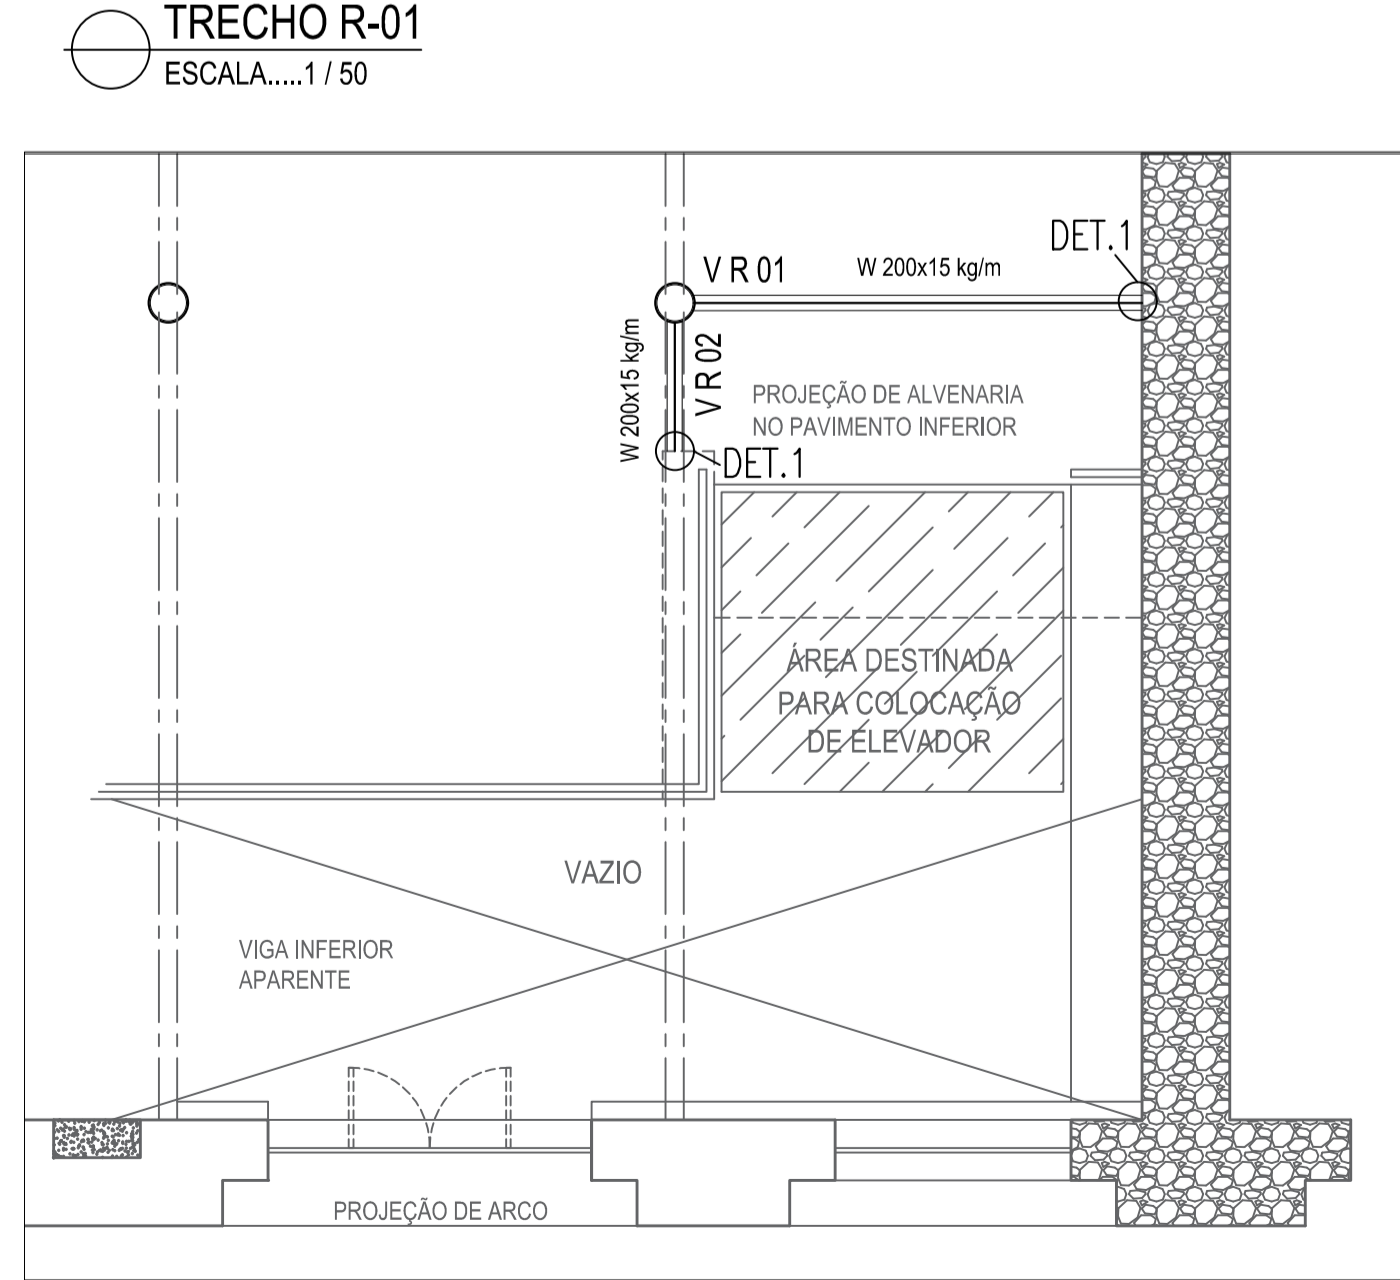 TRECHO R-01
ESCALA.....1 / 50
DET.1
V R 01
W 200x15 kg/m
W 200x15 kg/m
V R 02
PROJEÇÃO DE ALVENARIA
NO PAVIMENTO INFERIOR
DET.1
ÁREA DESTINADA
PARA COLOCAÇÃO
DE ELEVADOR
VAZIO
VIGA INFERIOR
APARENTE
PROJEÇÃO DE ARCO